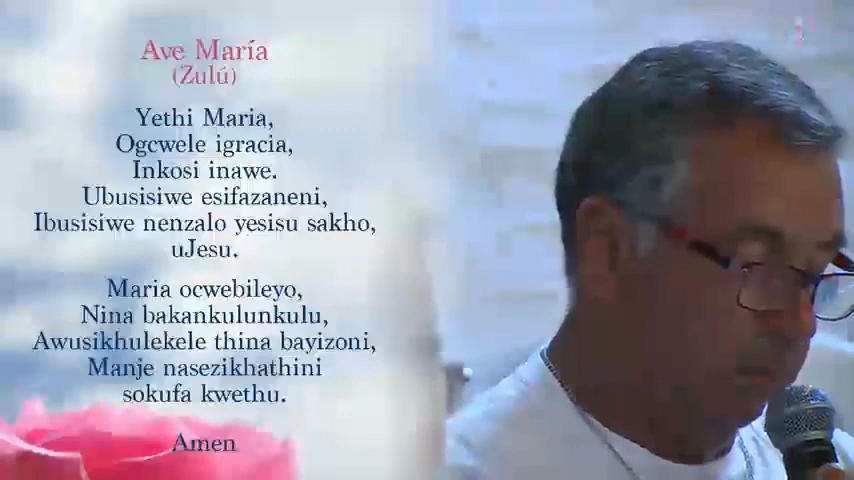 Ave María
(Zulú)
Yethi Maria,
Ogcwele igracia,
Inkosi inawe.
Ubusisiwe esifazaneni,
Ibusisiwe nenzalo yesisu sakho,
uJesu.
Maria ocwebileyo,
Nina bakankulunkulu,
Awusikhulekele thina bayizoni,
Manje nasezikhathini
sokufa kwethu.
Amen